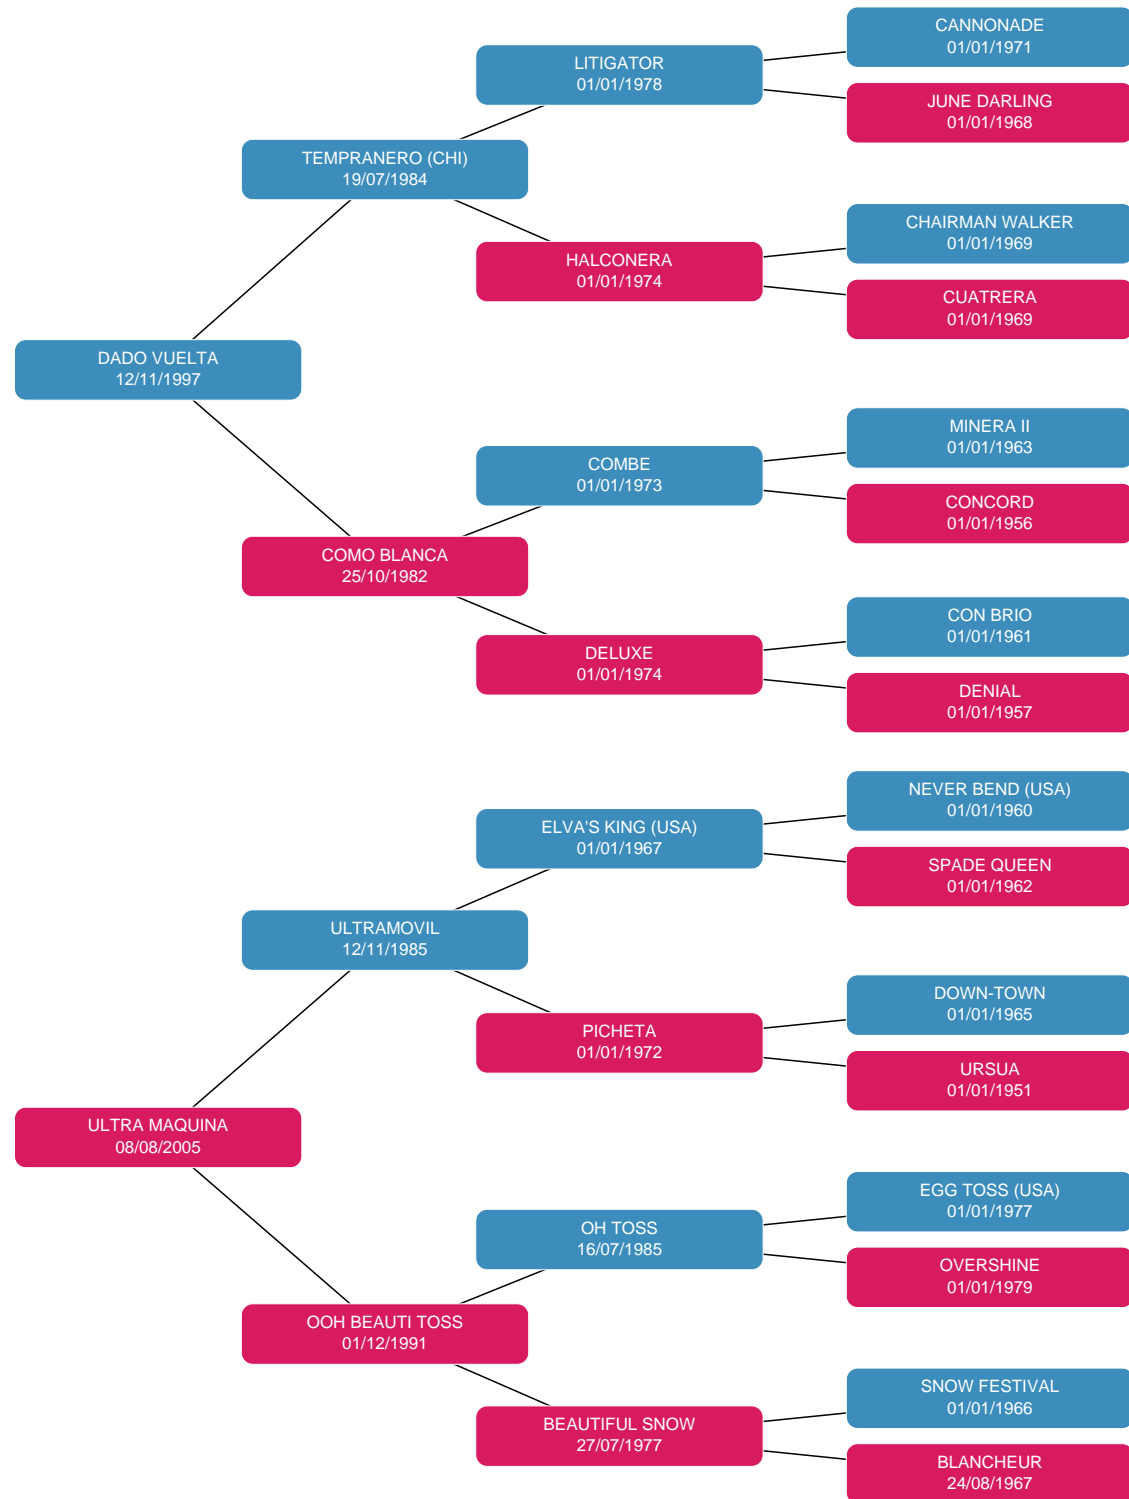 CANNONADE
01/01/1971
LITIGATOR
01/01/1978
JUNE DARLING
01/01/1968
TEMPRANERO (CHI)
19/07/1984
CHAIRMAN WALKER
01/01/1969
HALCONERA
01/01/1974
CUATRERA
01/01/1969
DADO VUELTA
12/11/1997
MINERA II
01/01/1963
COMBE
01/01/1973
CONCORD
01/01/1956
COMO BLANCA
25/10/1982
CON BRIO
01/01/1961
DELUXE
01/01/1974
DENIAL
01/01/1957
NEVER BEND (USA)
01/01/1960
ELVA'S KING (USA)
01/01/1967
SPADE QUEEN
01/01/1962
ULTRAMOVIL
12/11/1985
DOWN-TOWN
01/01/1965
PICHETA
01/01/1972
URSUA
01/01/1951
ULTRA MAQUINA
08/08/2005
EGG TOSS (USA)
01/01/1977
OH TOSS
16/07/1985
OVERSHINE
01/01/1979
OOH BEAUTI TOSS
01/12/1991
SNOW FESTIVAL
01/01/1966
BEAUTIFUL SNOW
27/07/1977
BLANCHEUR
24/08/1967